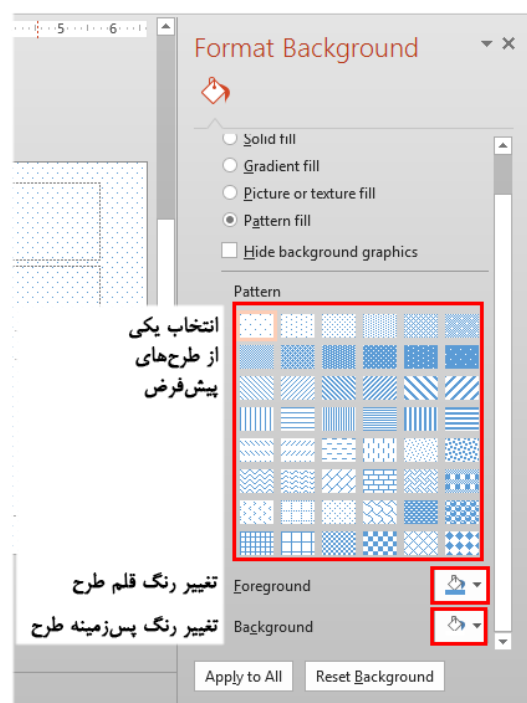 5 6
Format Background
Solid fill
Gradient fill
Picture or texture fill
Pattern fill
Hide background graphics
Pattern
انتخاب یکی
از طرح‌های
پیش‌فرض
تغییر رنگ قلم طرح
Foreground
تغییر رنگ پس‌زمینه طرح
Background
Apply to All
Reset Background